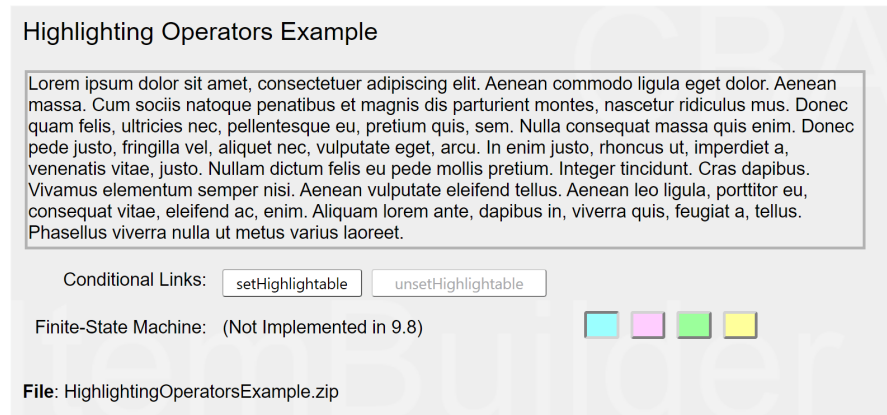 Highlighting Operators Example
Lorem ipsum dolor sit amet, consectetuer adipiscing elit. Aenean commodo ligula eget dolor. Aenean
massa. Cum sociis natoque penatibus et magnis dis parturient montes, nascetur ridiculus mus. Donec
quam felis, ultricies nec, pellentesque eu, pretium quis, sem. Nulla consequat massa quis enim. Donec
pede justo, fringilla vel, aliquet nec, vulputate eget, arcu. In enim justo, rhoncus ut, imperdiet a,
venenatis vitae, justo. Nullam dictum felis eu pede mollis pretium. Integer tincidunt. Cras dapibus.
Vivamus elementum semper nisi. Aenean vulputate eleifend tellus. Aenean leo ligula, porttitor eu,
consequat vitae, eleifend ac, enim. Aliquam lorem ante, dapibus in, viverra quis, feugiat a, tellus.
Phasellus viverra nulla ut metus varius laoreet.
Conditional Links: setHighlightable unsetHighlightable
Finite-State Machine: (Not Implemented in 9.8)
File: HighlightingOperatorsExample.zip
CBA
ItemBuilder